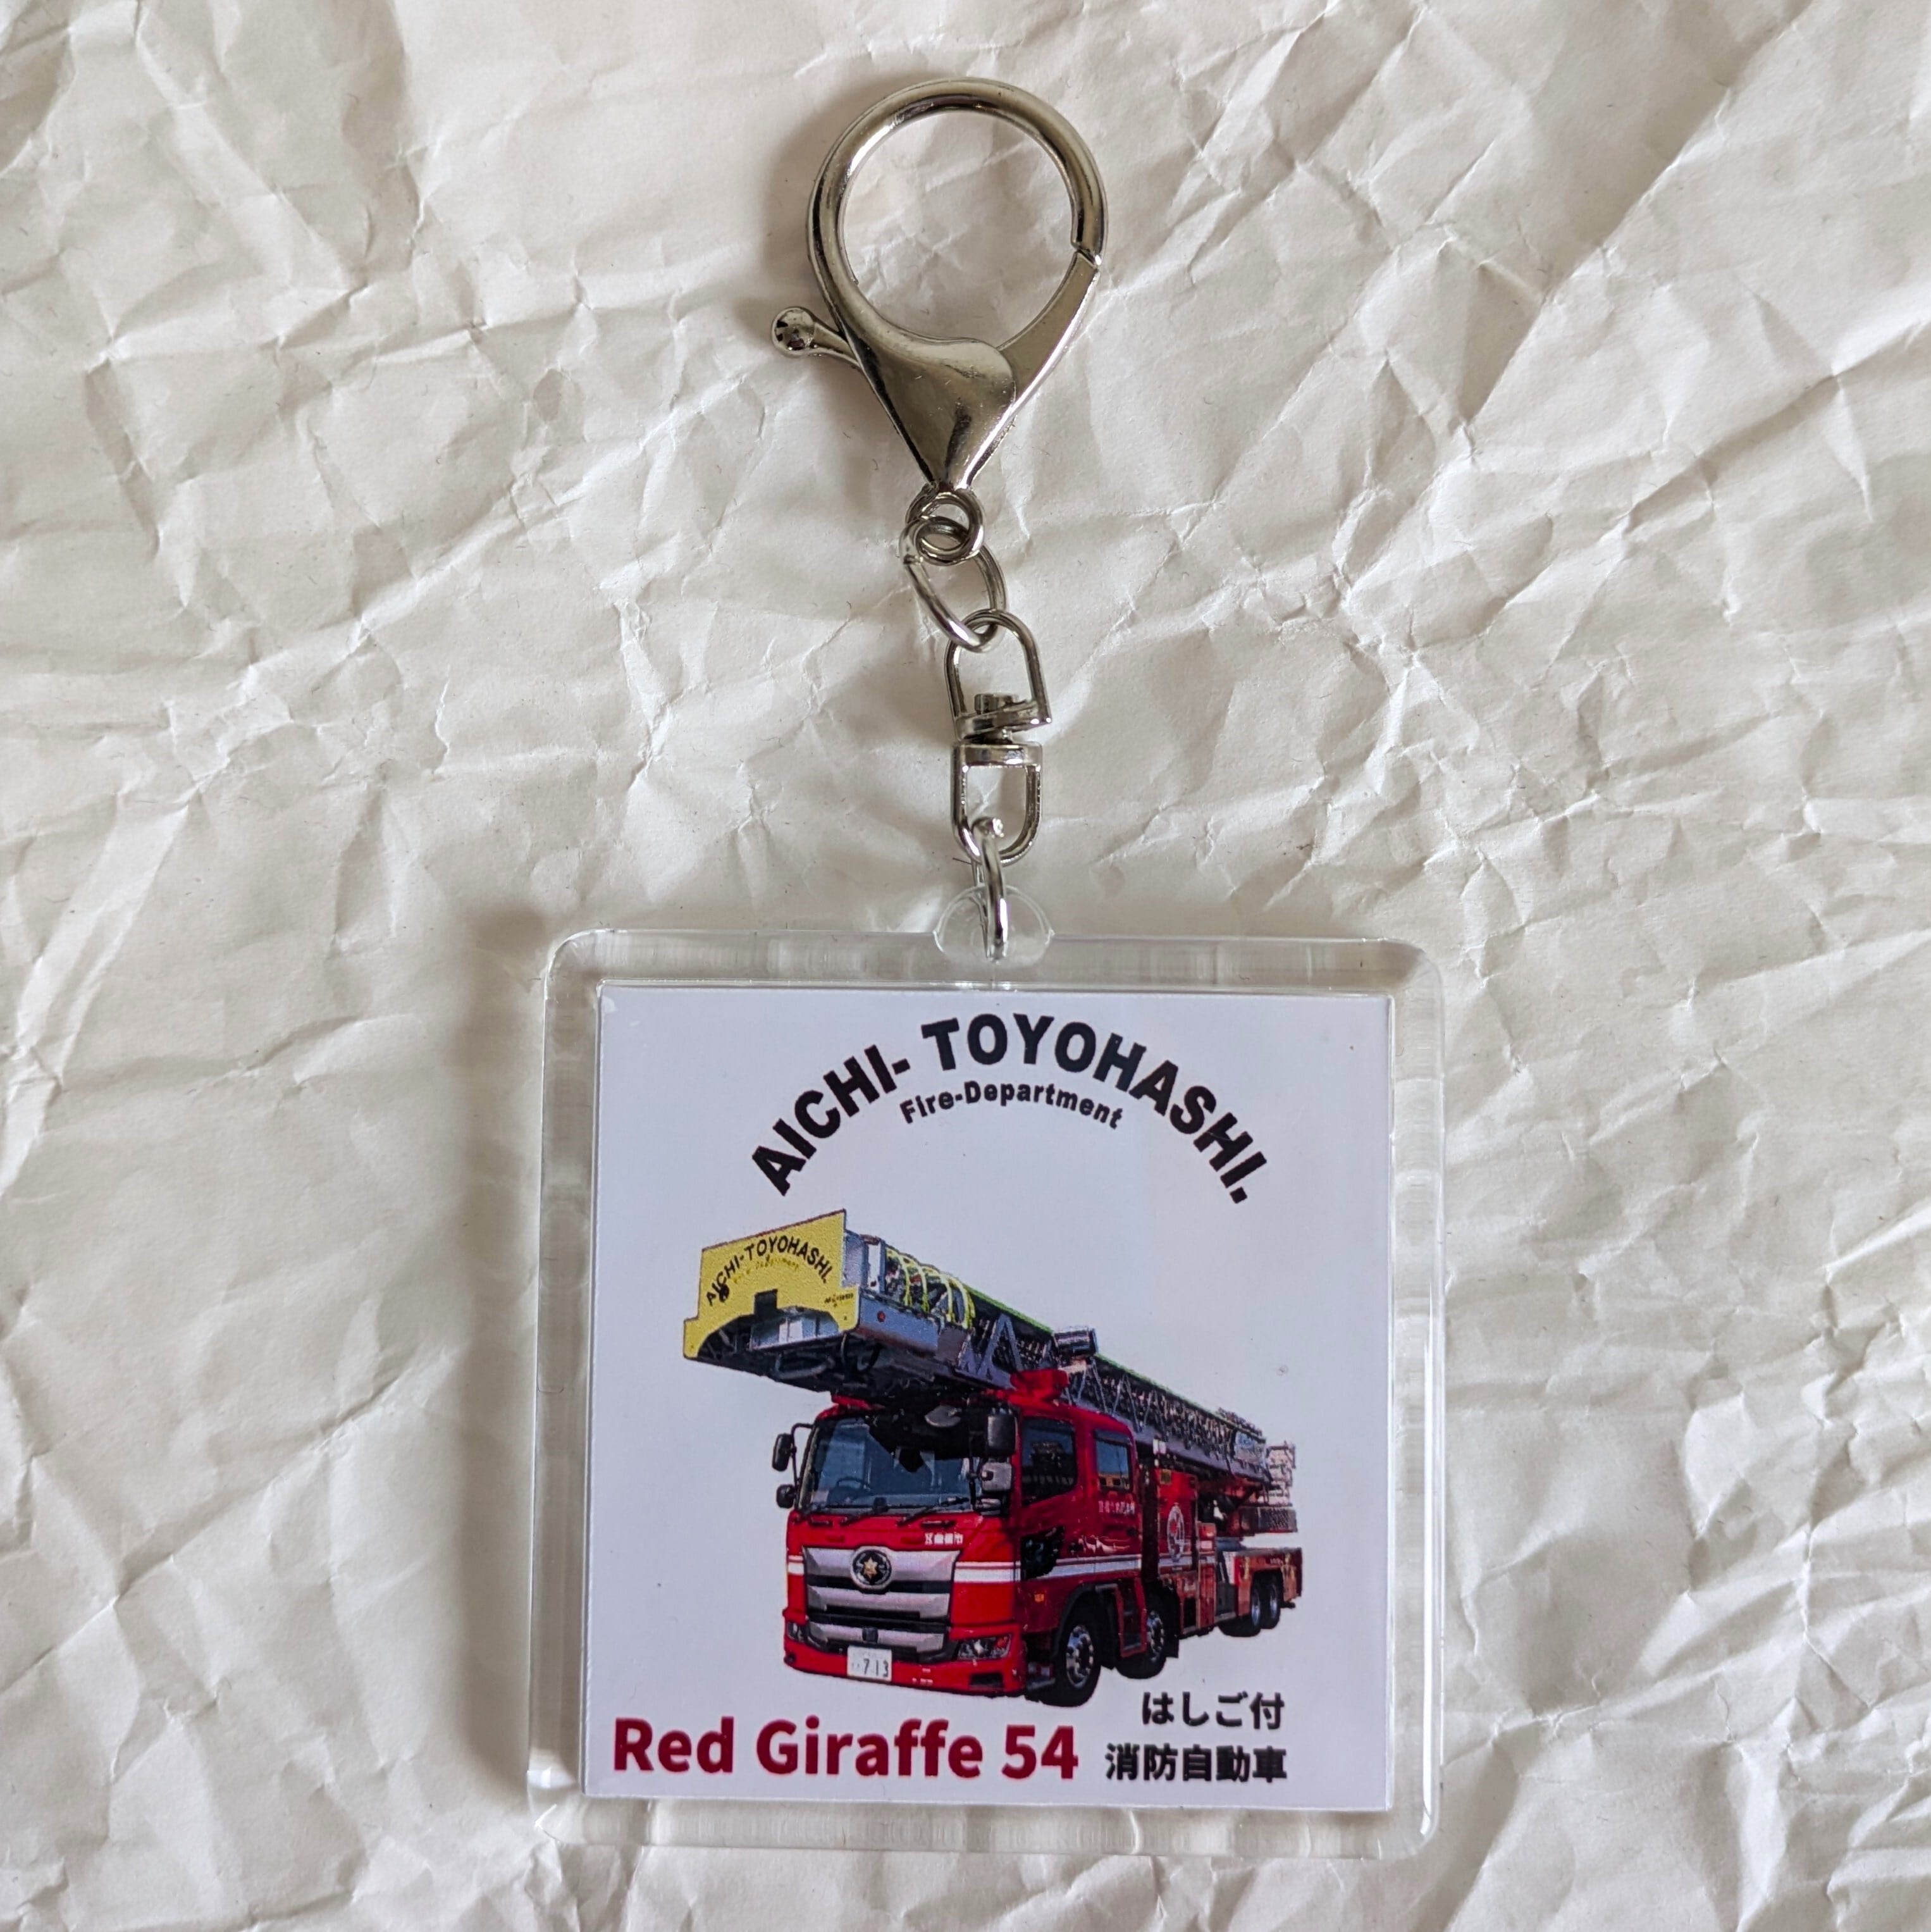 AICHI- TOYOHASHI.
Fire-Department
AICHI-TOYOHASHI.
713
はしご付
Red Giraffe 54
消防自動車